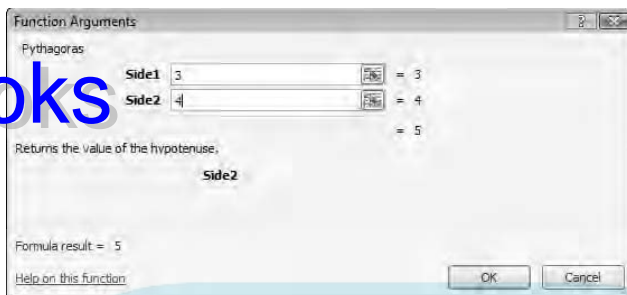 Function Arguments
Pythagoras
Side1 3 = 3
oks
Side2 4 = 4
= 5
Returns the value of the hypotenuse.
Side2
Formula result = 5
Help on this function
OK Cancel